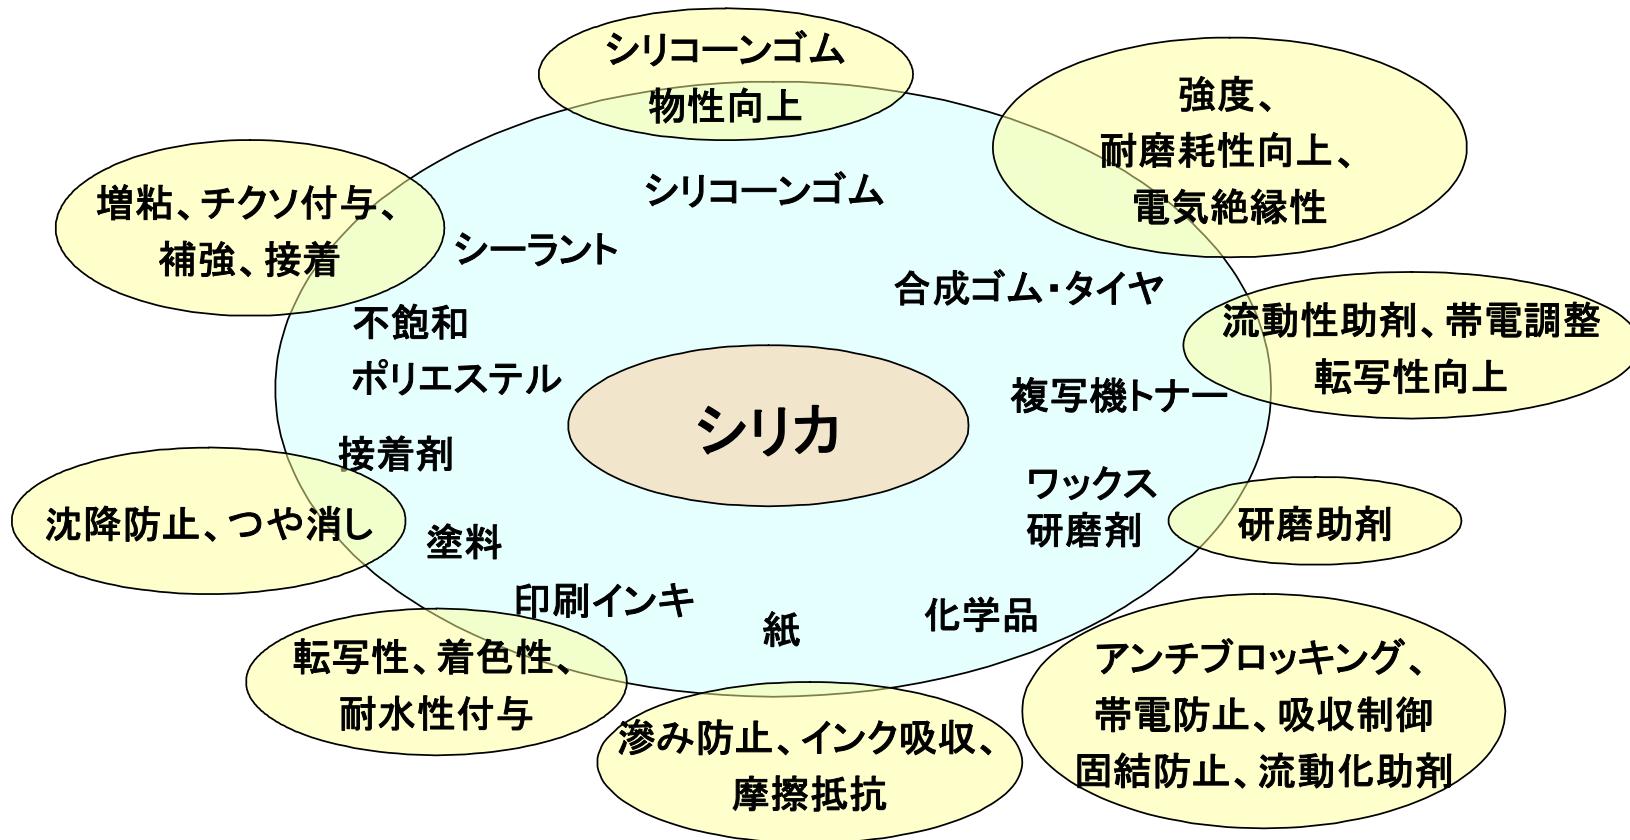 シリコーンゴム
物性向上
強度、
耐磨耗性向上、
電気絶縁性
増粘、チクソ付与、
補強、接着
シリコーンゴム
シーラント
合成ゴム・タイヤ
不飽和
ポリエステル
流動性助剤、帯電調整
転写性向上
シリカ
複写機トナー
接着剤
ワックス
研磨剤
沈降防止、つや消し
研磨助剤
塗料
印刷インキ
紙
化学品
転写性、着色性、
耐水性付与
滲み防止、インク吸収、
摩擦抵抗
アンチブロッキング、
帯電防止、吸収制御
固結防止、流動化助剤